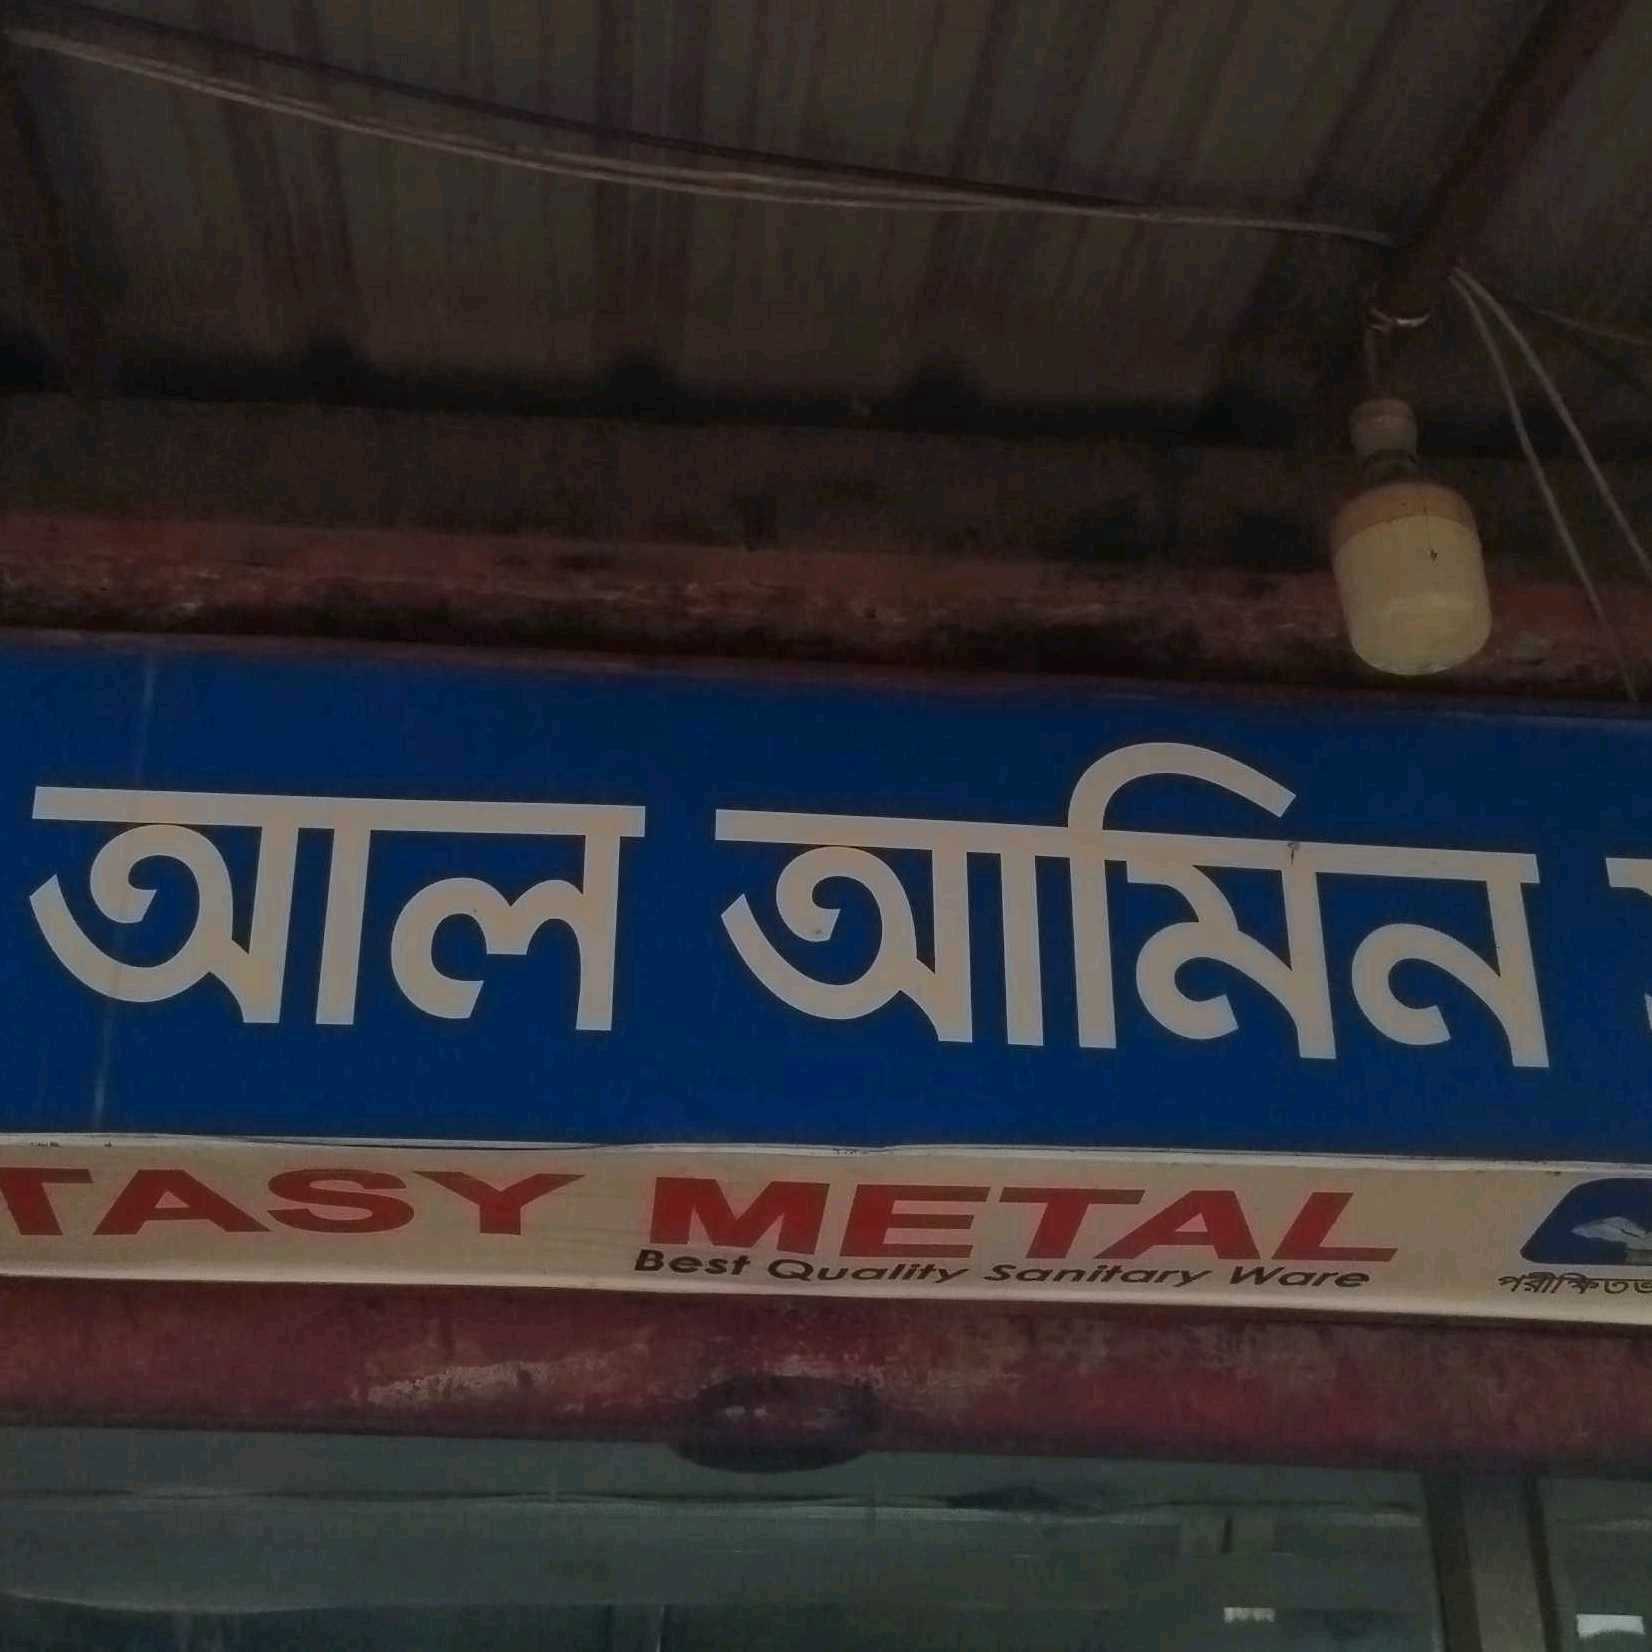 আল আমিন
TASY METAL
Best Quality Sanitary Ware